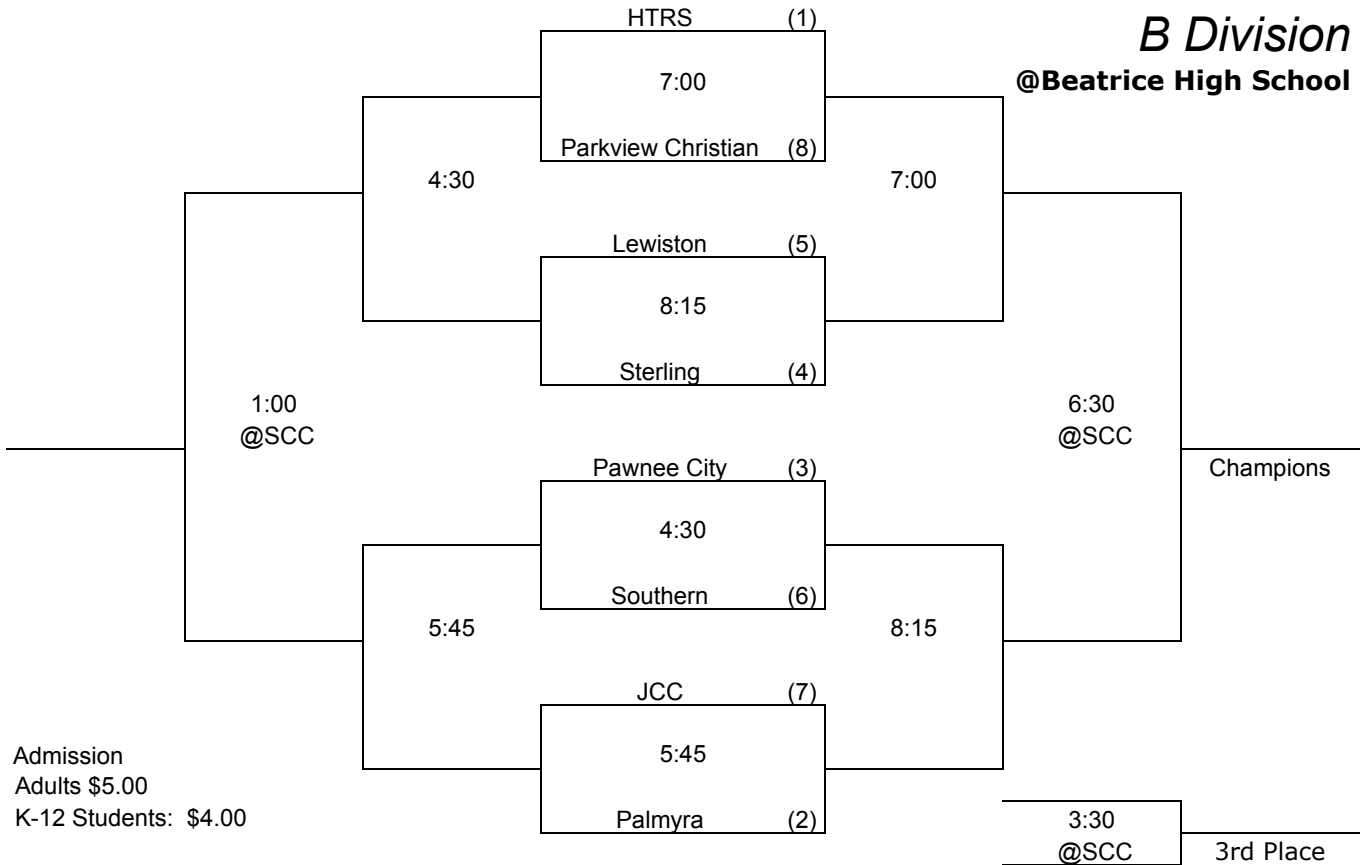 HTRS (1)
B Division
@Beatrice High School
7:00
Parkview Christian (8)
4:30
7:00
Lewiston (5)
8:15
Sterling (4)
1:00
@SCC
6:30
@SCC
Pawnee City (3)
Champions
4:30
Southern (6)
5:45
8:15
JCC (7)
5:45
Palmyra (2)
Admission
Adults $5.00
K-12 Students: $4.00
3:30
@SCC
3rd Place